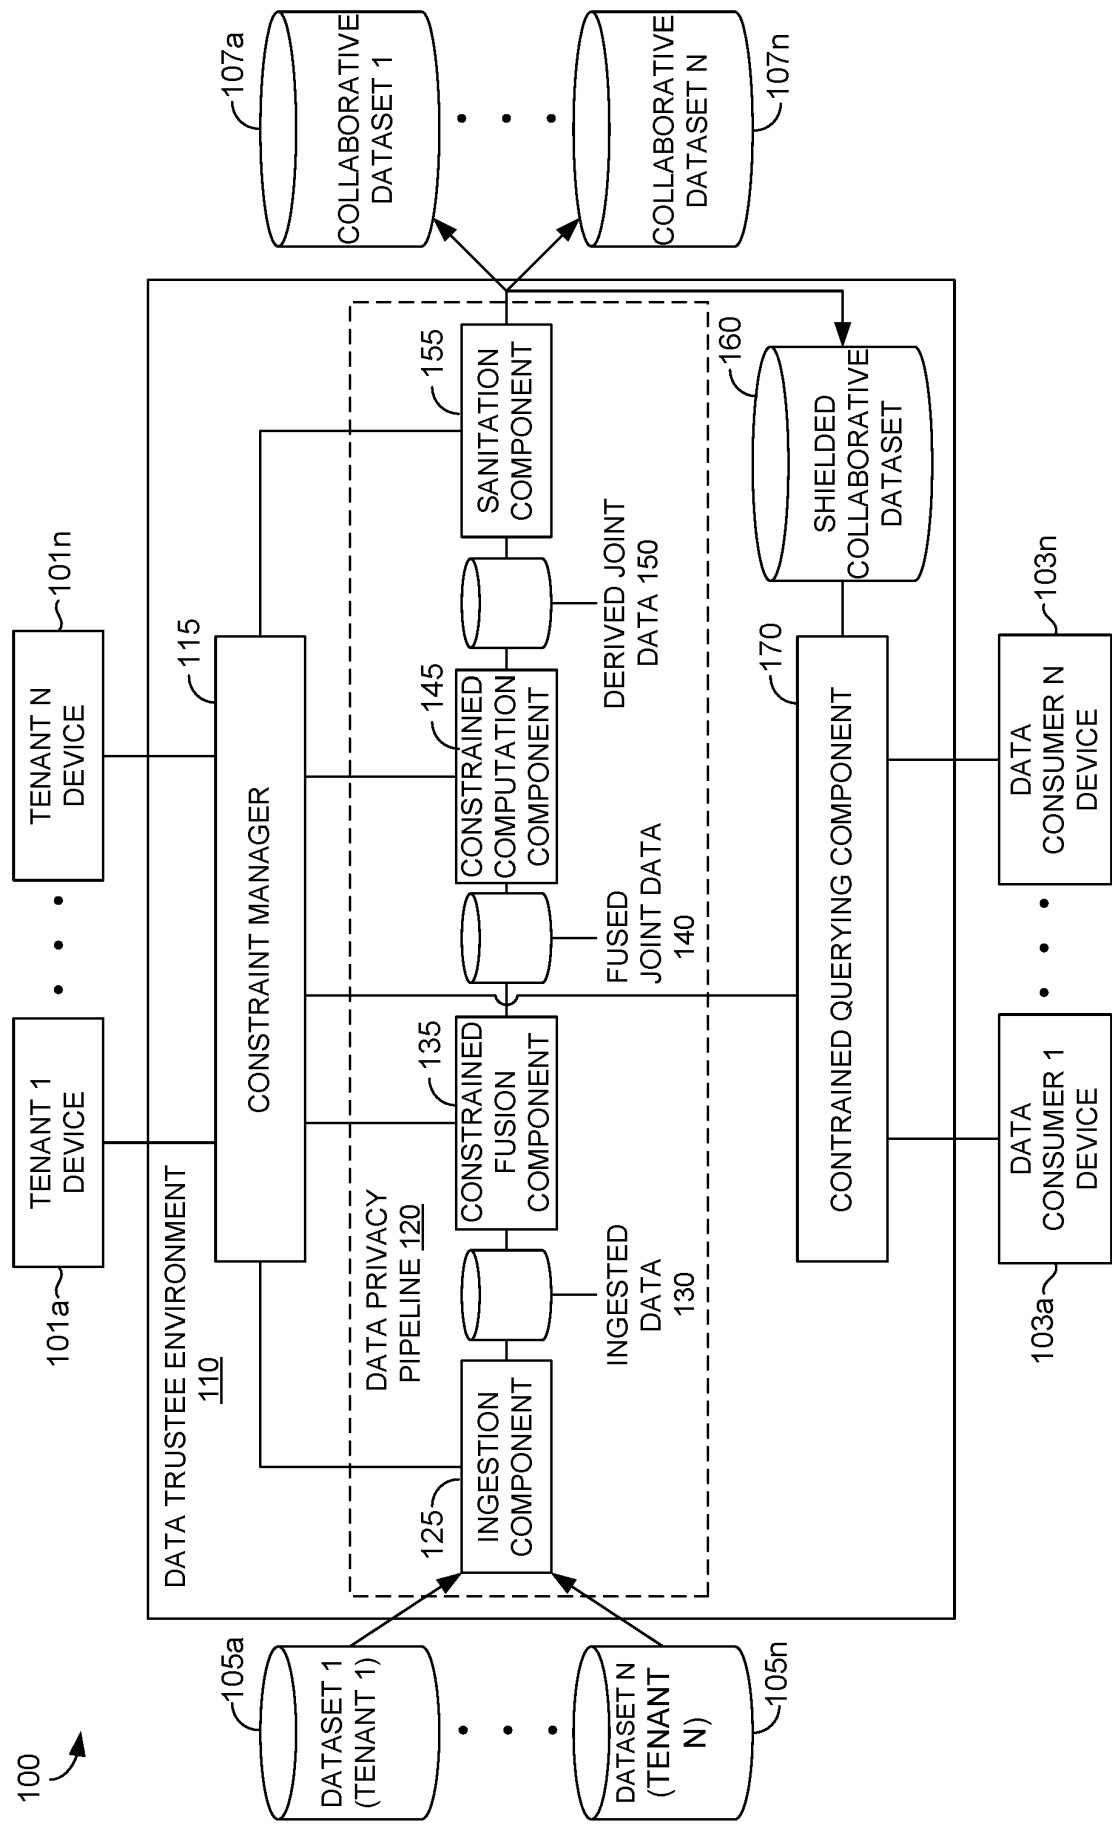 100
TENANT 1
DEVICE
101a
TENANT N
DEVICE
101n
DATA TRUSTEE ENVIRONMENT
110
CONSTRAINT MANAGER
115
DATASET 1
(TENANT 1)
105a
DATASET N
(TENANT
N)
105n
DATA PRIVACY
PIPELINE 120
125
INGESTION
COMPONENT
INGESTED
DATA
130
135
CONSTRAINED
FUSION
COMPONENT
FUSED
JOINT DATA
140
145
CONSTRAINED
COMPUTATION
COMPONENT
DERIVED JOINT
DATA 150
155
SANITATION
COMPONENT
COLLABORATIVE
DATASET 1
107a
COLLABORATIVE
DATASET N
107n
160
SHIELDED
COLLABORATIVE
DATASET
170
CONTRAINED QUERYING COMPONENT
DATA
CONSUMER 1
DEVICE
103a
DATA
CONSUMER N
DEVICE
103n